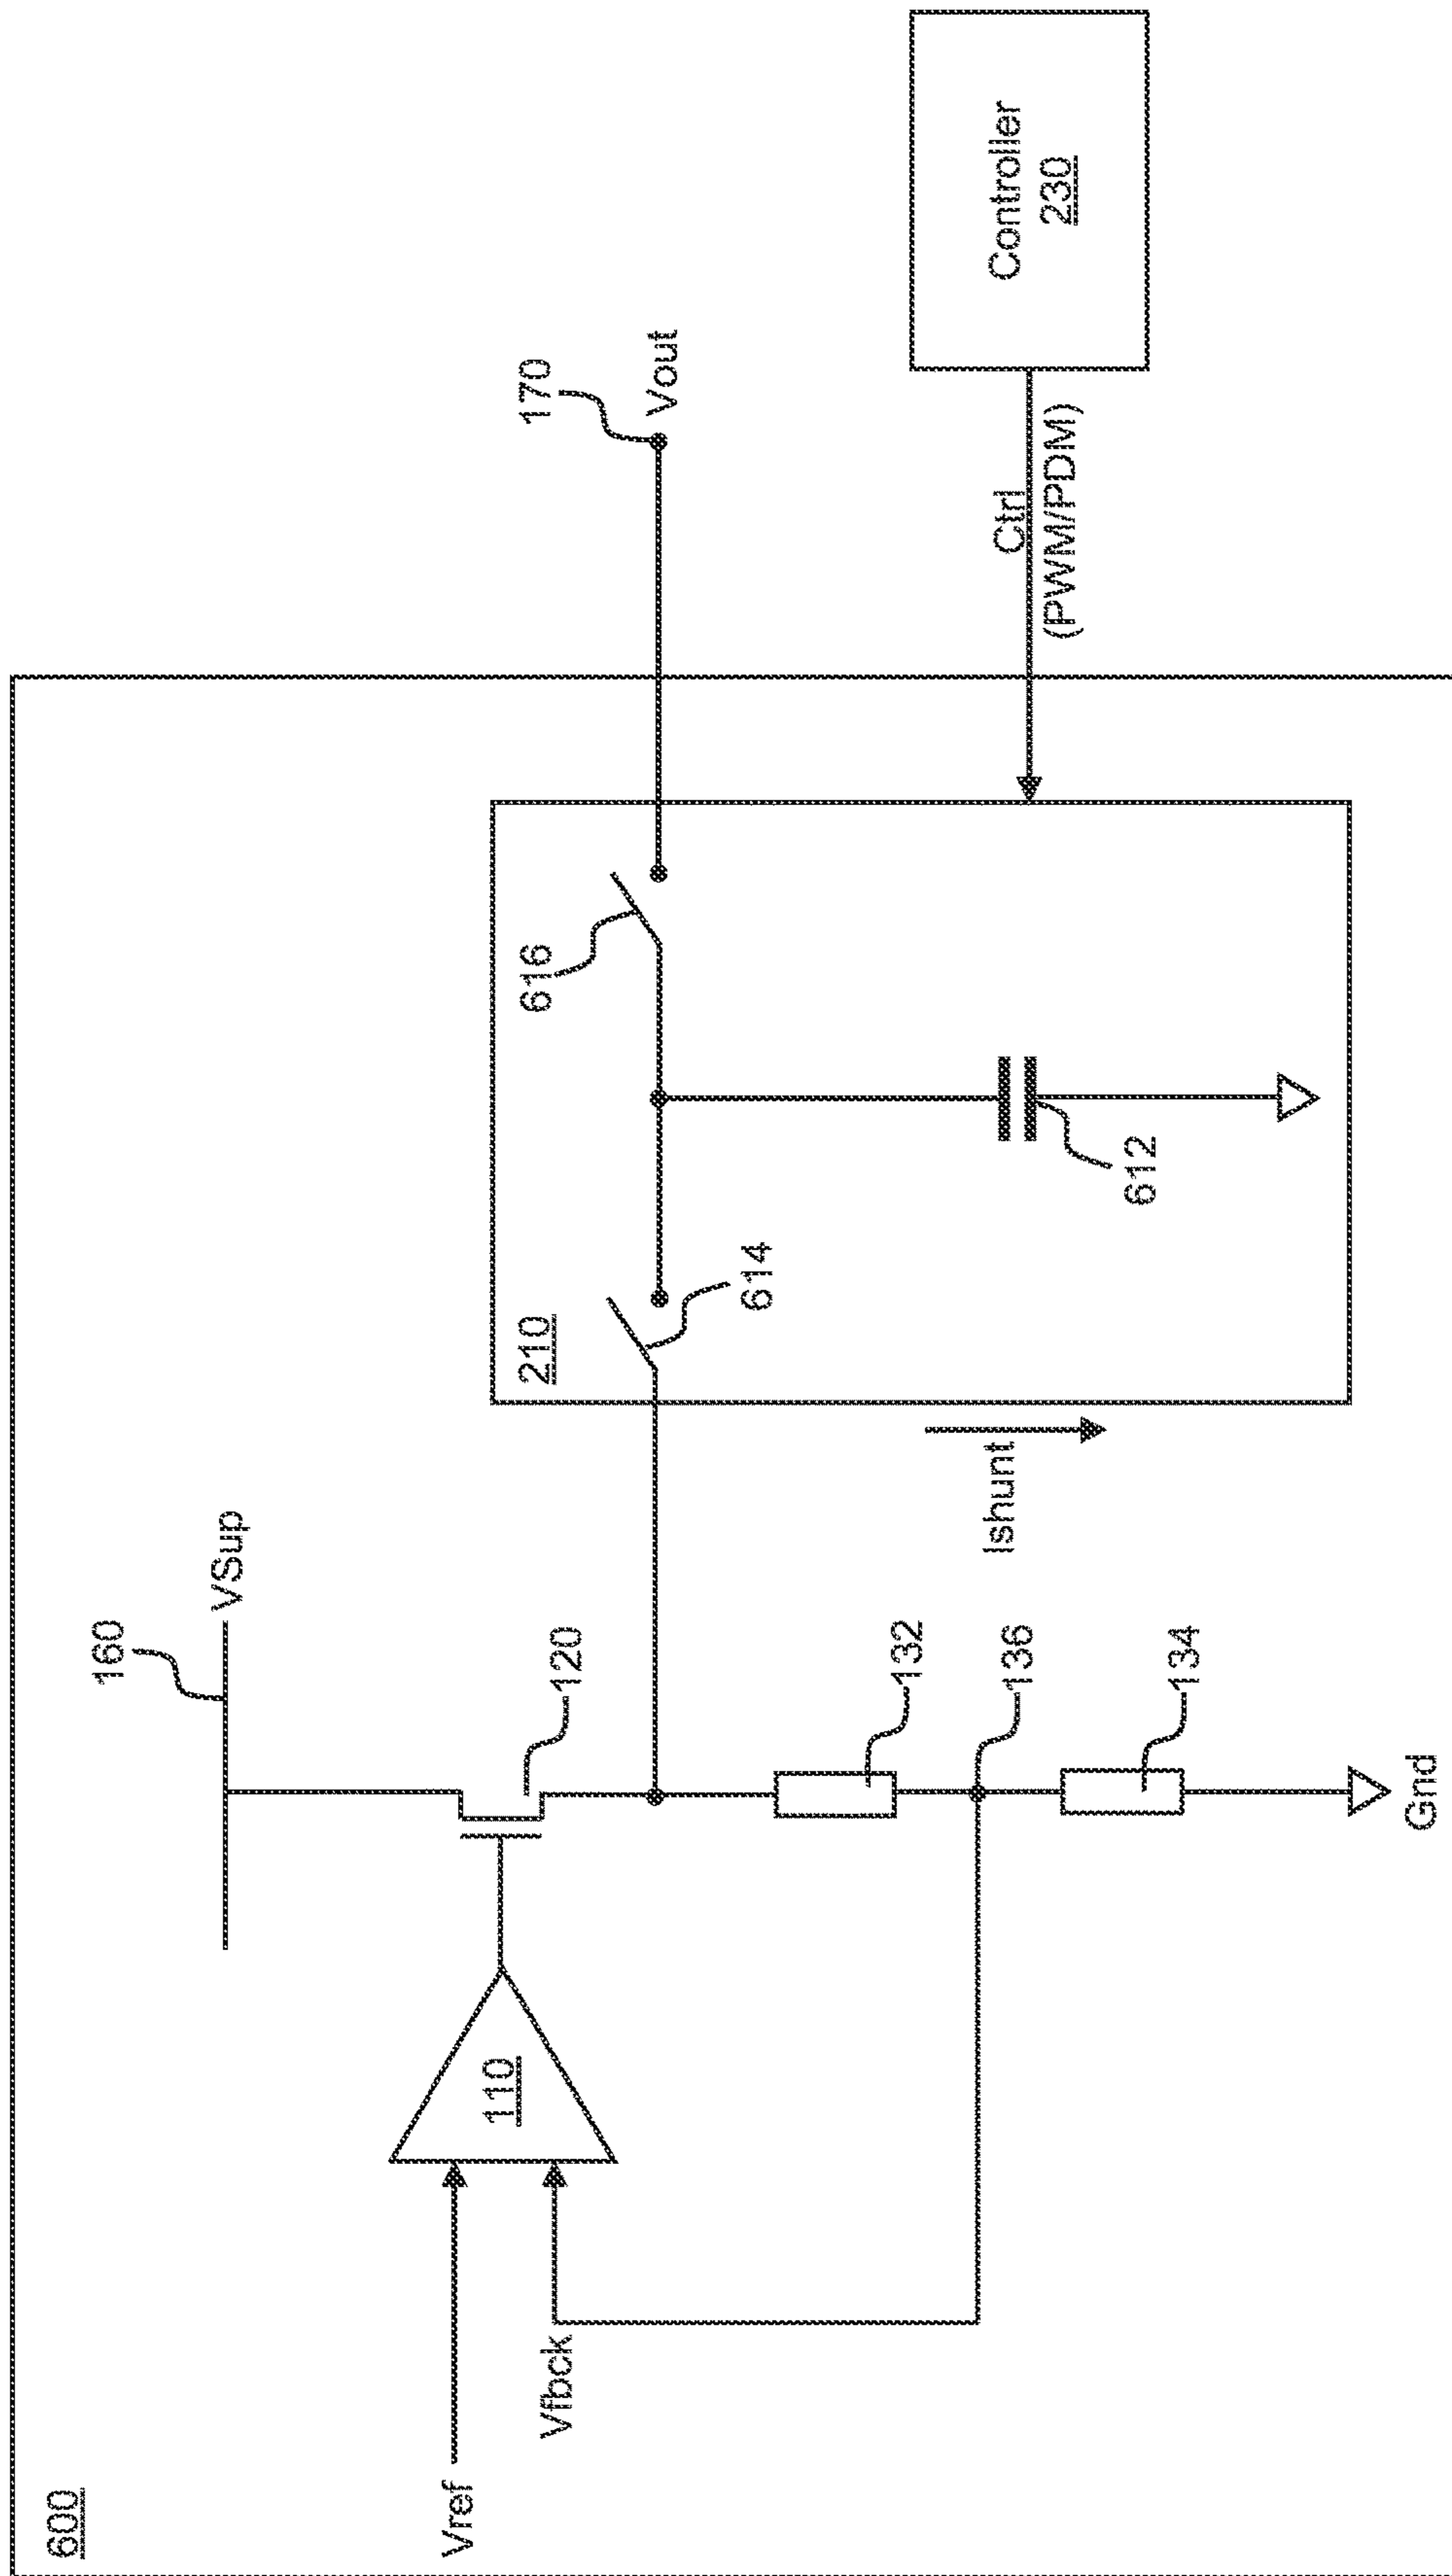 600
160
VSup
Vref
110
120
Vfbck
132
136
134
Gnd
Ishunt
210
614
616
612
170
Vout
Ctrl
(PWM/PDM)
Controller
230